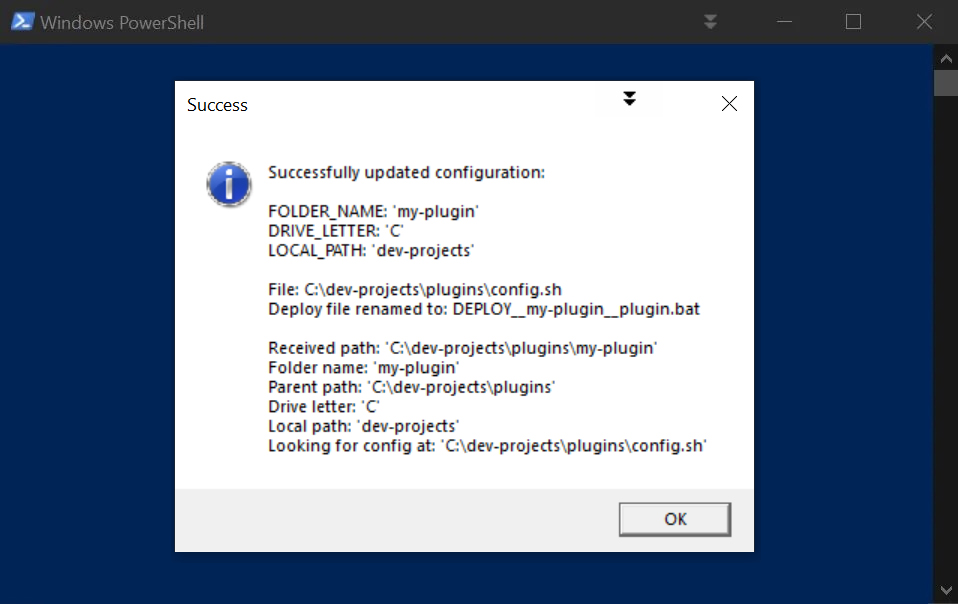 Windows PowerShell
Success
Successfully updated configuration:
FOLDER_NAME: 'my-plugin'
DRIVE_LETTER: 'C'
LOCAL_PATH: 'dev-projects'
File: C:\dev-projects\plugins\config.sh
Deploy file renamed to: DEPLOY__my-plugin__plugin.bat
Received path: 'C:\dev-projects\plugins\my-plugin'
Folder name: 'my-plugin'
Parent path: 'C:\dev-projects\plugins'
Drive letter: 'C'
Local path: 'dev-projects'
Looking for config at: 'C:\dev-projects\plugins\config.sh'
OK